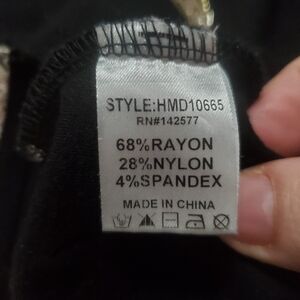 STYLE:HMD10665
RN#142577
68%RAYON
28%NYLON
4%SPANDEX
MADE IN CHINA